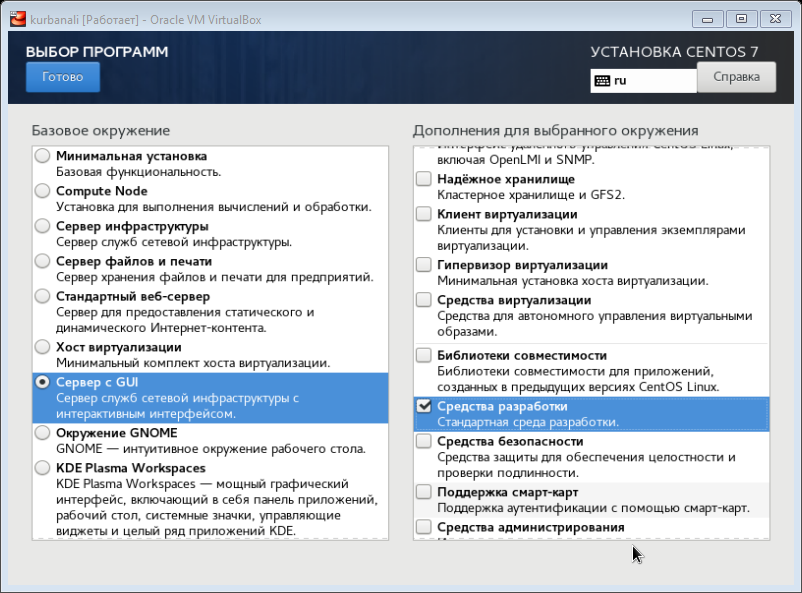 kurbanali [Работает] - Oracle VM VirtualBox
ВЫБОР ПРОГРАММ
УСТАНОВКА CENTOS 7
Готово
ru
Справка
Базовое окружение
Минимальная установка
Базовая функциональность.
Compute Node
Установка для выполнения вычислений и обработки.
Сервер инфраструктуры
Сервер служб сетевой инфраструктуры.
Сервер файлов и печати
Сервер хранения файлов и печати для предприятий.
Стандартный веб-сервер
Сервер для предоставления статического и
динамического Интернет-контента.
Хост виртуализации
Минимальный комплект хоста виртуализации.
Сервер с GUI
Сервер служб сетевой инфраструктуры с
интерактивным интерфейсом.
Окружение GNOME
GNOME — интуитивное окружение рабочего стола.
KDE Plasma Workspaces
KDE Plasma Workspaces — мощный графический
интерфейс, включающий в себя панель приложений,
рабочий стол, системные значки, управляющие
виджеты и целый ряд приложений KDE.
Дополнения для выбранного окружения
Интерфейс удаленного управления CentOS Linux,
включая OpenLMI и SNMP.
Надёжное хранилище
Кластерное хранилище и GFS2.
Клиент виртуализации
Клиенты для установки и управления экземплярами
виртуализации.
Гипервизор виртуализации
Минимальная установка хоста виртуализации.
Средства виртуализации
Средства для автономного управления виртуальными
образами.
Библиотеки совместимости
Библиотеки совместимости для приложений,
созданных в предыдущих версиях CentOS Linux.
Средства разработки
Стандартная среда разработки.
Средства безопасности
Средства защиты для обеспечения целостности и
проверки подлинности.
Поддержка смарт-карт
Поддержка аутентификации с помощью смарт-карт.
Средства администрирования